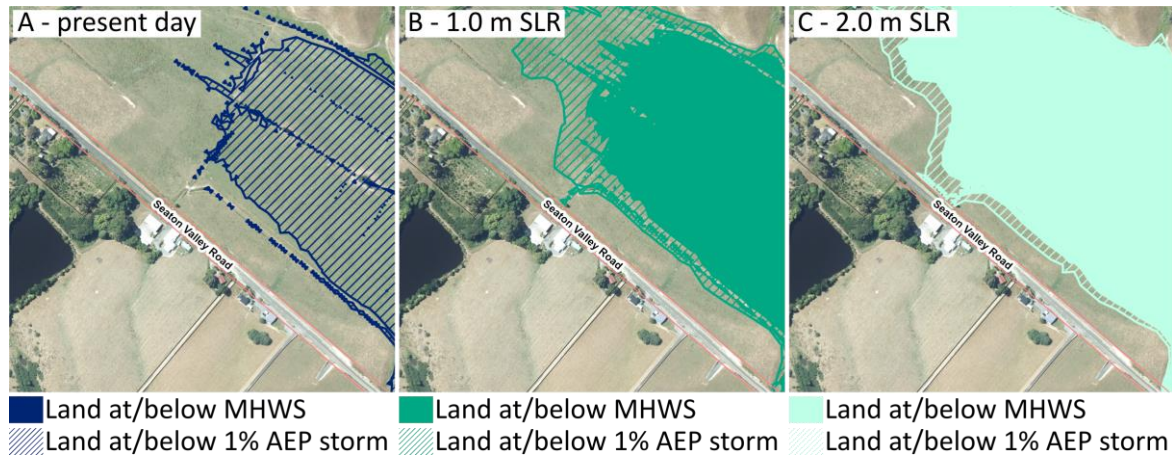 A - present day
B - 1.0 m SLR
C - 2.0 m SLR
Seaton Valley Road
Seaton Valley Road
Seaton Valley Road
Land at/below MHWS
Land at/below MHWS
Land at/below MHWS
Land at/below 1% AEP storm
Land at/below 1% AEP storm
Land at/below 1% AEP storm